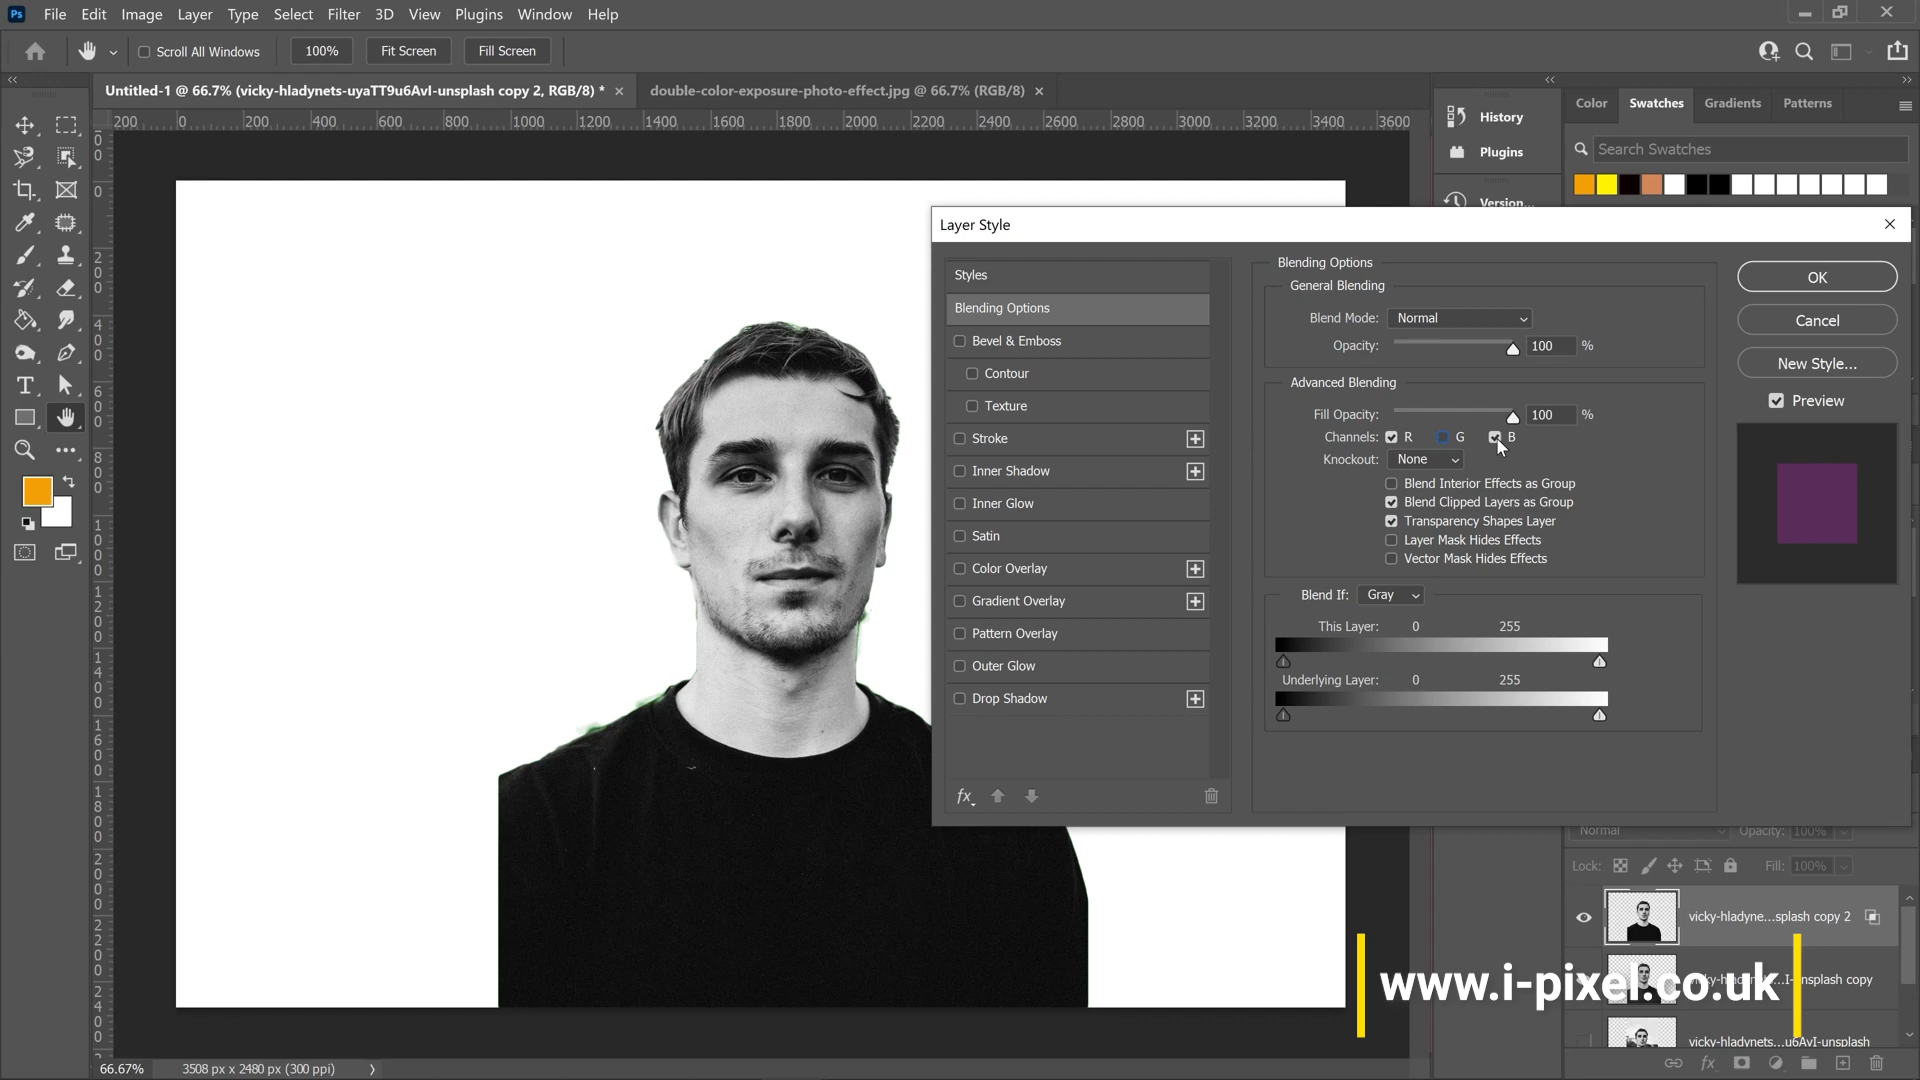 Ps File Edit Image Layer Type Select Filter 3D View Plugins Window Help
Scroll All Windows 100% Fit Screen Fill Screen
Untitled-1 @ 66.7% (vicky-hladynets-uyaTT9u6AvI-unsplash copy 2, RGB/8) * double-color-exposure-photo-effect.jpg @ 66.7% (RGB/8)
200 0 200 400 600 800 1000 1200 1400 1600 1800 2000 2200 2400 2600 2800 3000 3200 3400 3600
History
Plugins
Version...
Color Swatches Gradients Patterns
Search Swatches
Layer Style
Styles
Blending Options
Bevel & Emboss
Contour
Texture
Stroke
Inner Shadow
Inner Glow
Satin
Color Overlay
Gradient Overlay
Pattern Overlay
Outer Glow
Drop Shadow
fx
Blending Options
General Blending
Blend Mode: Normal
Opacity: 100 %
Advanced Blending
Fill Opacity: 100 %
Channels: R G B
Knockout: None
Blend Interior Effects as Group
Blend Clipped Layers as Group
Transparency Shapes Layer
Layer Mask Hides Effects
Vector Mask Hides Effects
Blend If: Gray
This Layer: 0 255
Underlying Layer: 0 255
OK
Cancel
New Style...
Preview
Normal Opacity: 100%
Lock: Fill: 100%
vicky-hladyne...splash copy 2
www.i-pixel.co.uk
66.67% 3508 px x 2480 px (300 ppi)
fx